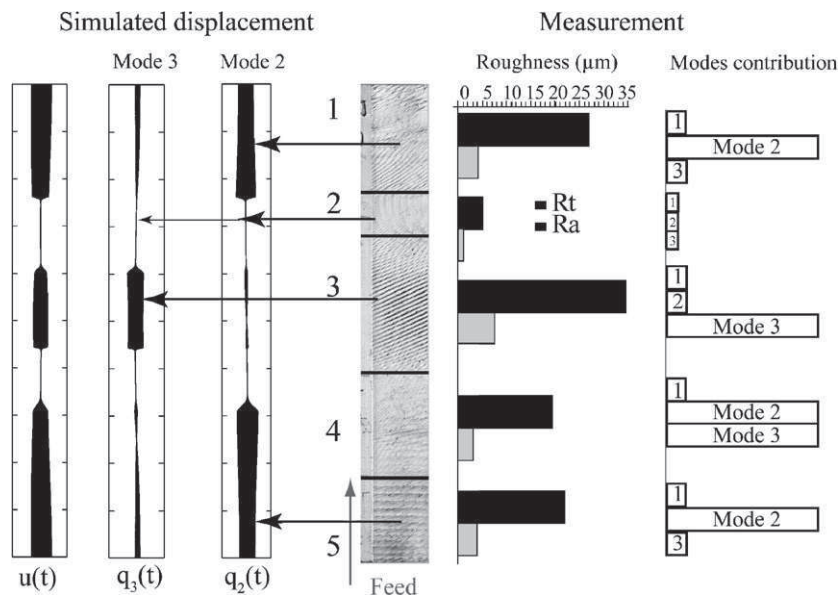 Simulated displacement
Measurement
Mode 3
Mode 2
Roughness (µm)
Modes contribution
0 5 10 15 20 25 30 35
1
2
3
4
5
Rt
Ra
1
Mode 2
3
1
2
3
1
2
Mode 3
1
Mode 2
Mode 3
1
Mode 2
3
u(t)
q3(t)
q2(t)
Feed